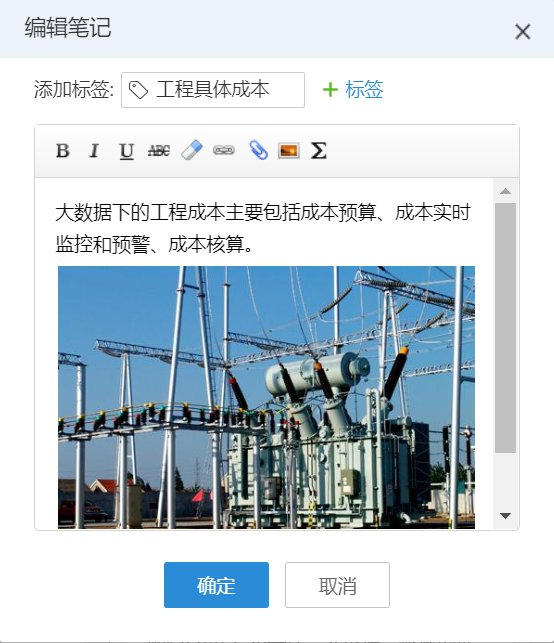 编辑笔记
添加标签: 工程具体成本 + 标签
B I U ABC Σ
大数据下的工程成本主要包括成本预算、成本实时
监控和预警、成本核算。
确定 取消